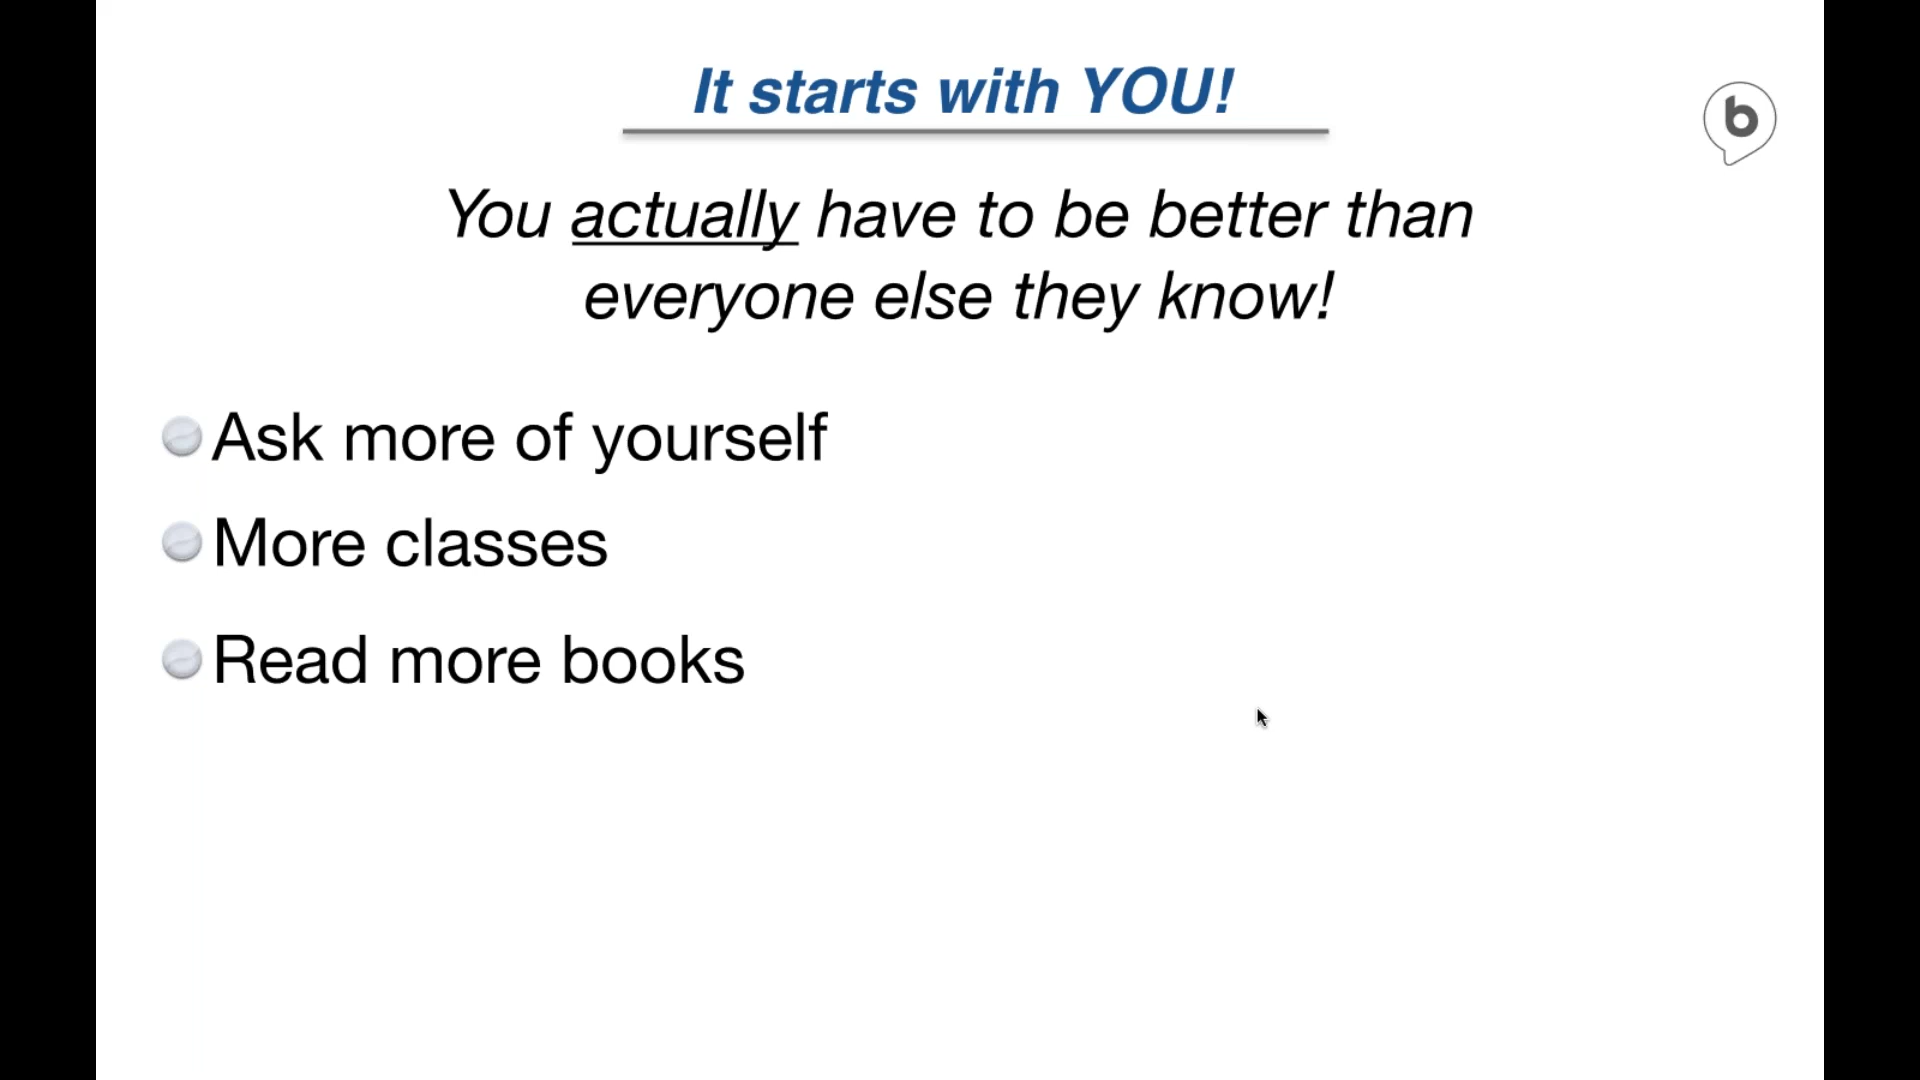 It starts with YOU!
b
You actually have to be better than
everyone else they know!
Ask more of yourself
More classes
Read more books